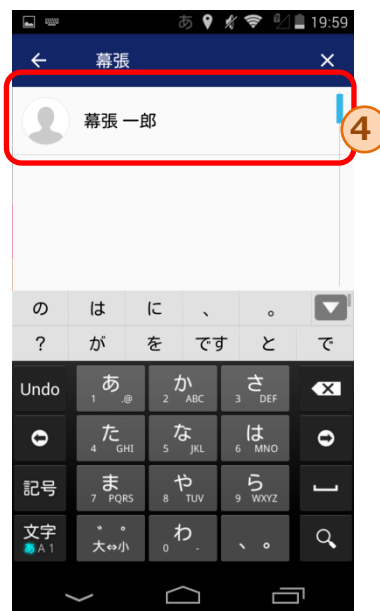 あ 19:59
幕張
幕張 一郎
4
の は に 、 。
? が を です と で
Undo あ か さ
1 .@ 2 ABC 3 DEF
た な は
4 GHI 5 JKL 6 MNO
記号 ま や ら
7 PQRS 8 TUV 9 WXYZ
文字 ゛ ゜ わ 、 。
あA1 大⇔小 0 .